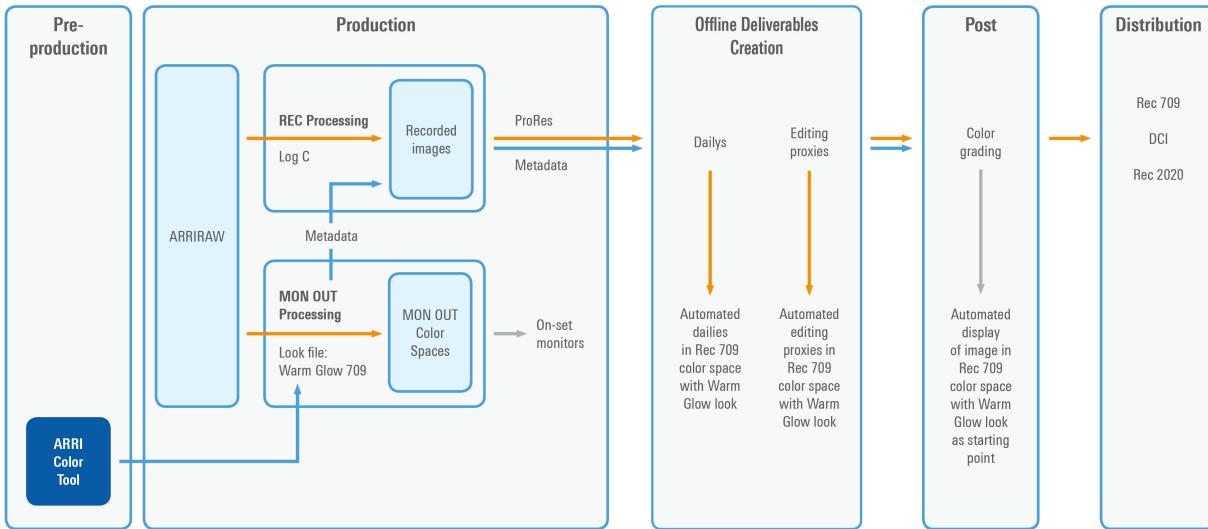 Pre-
production
Production
Offline Deliverables
Creation
Post
Distribution
ARRI
Color
Tool
ARRIRAW
REC Processing
Log C
Recorded
images
Metadata
MON OUT
Processing
Look file:
Warm Glow 709
MON OUT
Color
Spaces
On-set
monitors
ProRes
Metadata
Dailys
Editing
proxies
Automated
dailies
in Rec 709
color space
with Warm
Glow look
Automated
editing
proxies in
Rec 709
color space
with Warm
Glow look
Color
grading
Automated
display
of image in
Rec 709
color space
with Warm
Glow look
as starting
point
Rec 709
DCI
Rec 2020